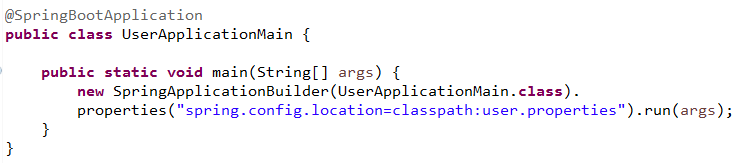 @SpringBootApplication
public class UserApplicationMain {
public static void main(String[] args) {
new SpringApplicationBuilder(UserApplicationMain.class).
properties("spring.config.location=classpath:user.properties").run(args);
}
}